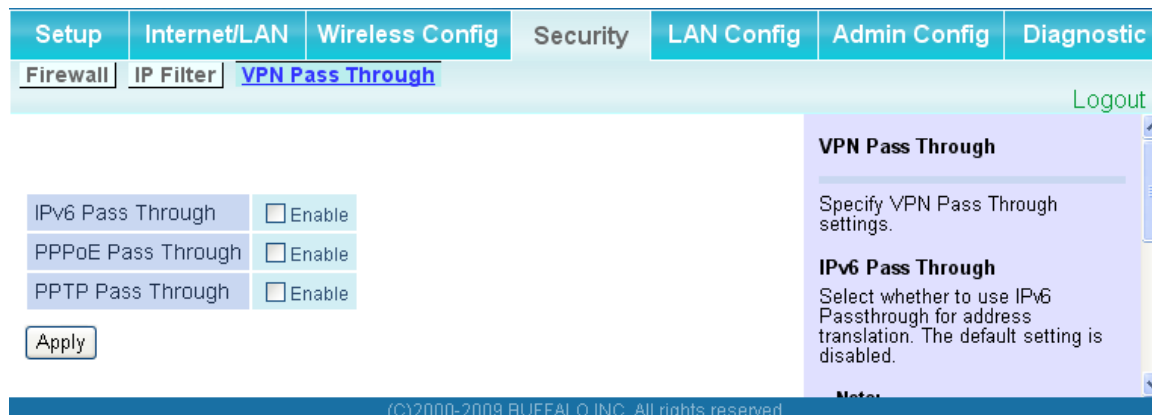 Setup Internet/LAN Wireless Config Security LAN Config Admin Config Diagnostic
Firewall IP Filter VPN Pass Through
Logout
IPv6 Pass Through Enable
PPPoE Pass Through Enable
PPTP Pass Through Enable
Apply
VPN Pass Through
Specify VPN Pass Through
settings.
IPv6 Pass Through
Select whether to use IPv6
Passthrough for address
translation. The default setting is
disabled.
Note:
(C)2000-2009 BUFFALO INC. All rights reserved.